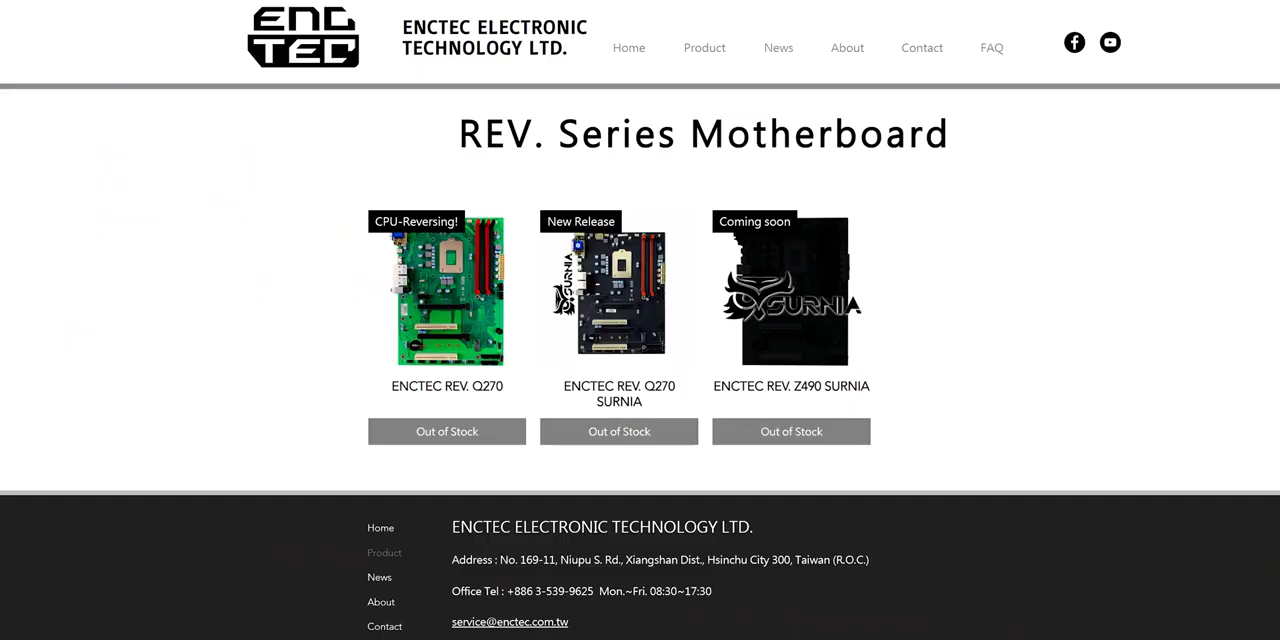 ENC
TEC
ENCTEC ELECTRONIC
TECHNOLOGY LTD.
Home Product News About Contact FAQ
REV. Series Motherboard
CPU-Reversing!
New Release
Coming soon
SURNIA
SURNIA
ENCTEC REV. Q270
ENCTEC REV. Q270
SURNIA
ENCTEC REV. Z490 SURNIA
Out of Stock
Out of Stock
Out of Stock
Home
Product
News
About
Contact
ENCTEC ELECTRONIC TECHNOLOGY LTD.
Address : No. 169-11, Niupu S. Rd., Xiangshan Dist., Hsinchu City 300, Taiwan (R.O.C.)
Office Tel : +886 3-539-9625 Mon.~Fri. 08:30~17:30
service@enctec.com.tw